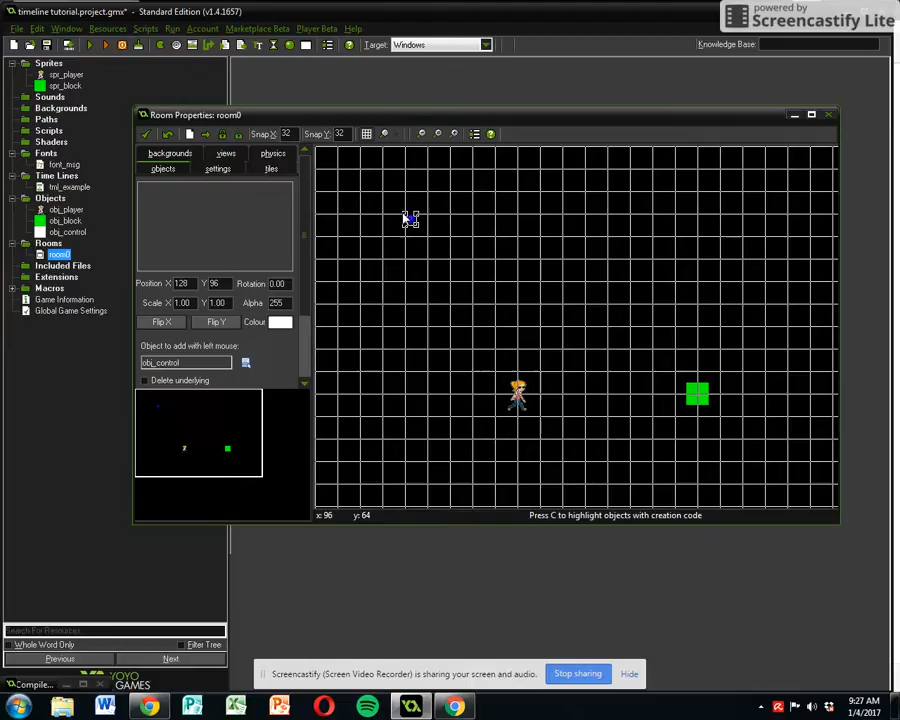 timeline tutorial.project.gmx* - Standard Edition (v1.4.1657)
powered by
Screencastify Lite
File Edit Window Resources Scripts Run Account Marketplace Beta Player Beta Help
Target: Windows
Knowledge Base:
Sprites
spr_player
spr_block
Sounds
Backgrounds
Paths
Scripts
Shaders
Fonts
font_msg
Time Lines
tml_example
Objects
obj_player
obj_block
obj_control
Rooms
room0
Included Files
Extensions
Macros
Game Information
Global Game Settings
Room Properties: room0
Snap X: 32 Snap Y: 32
backgrounds views physics
objects settings tiles
Position X 128 Y 96 Rotation 0.00
Scale X 1.00 Y 1.00 Alpha 255
Flip X Flip Y Colour
Object to add with left mouse:
obj_control
Delete underlying
x: 96 y: 64 Press C to highlight objects with creation code
Search For Resources
Whole Word Only Filter Tree
Previous Next
YOYO
GAMES
Compile...
Screencastify (Screen Video Recorder) is sharing your screen and audio. Stop sharing Hide
9:27 AM
1/4/2017